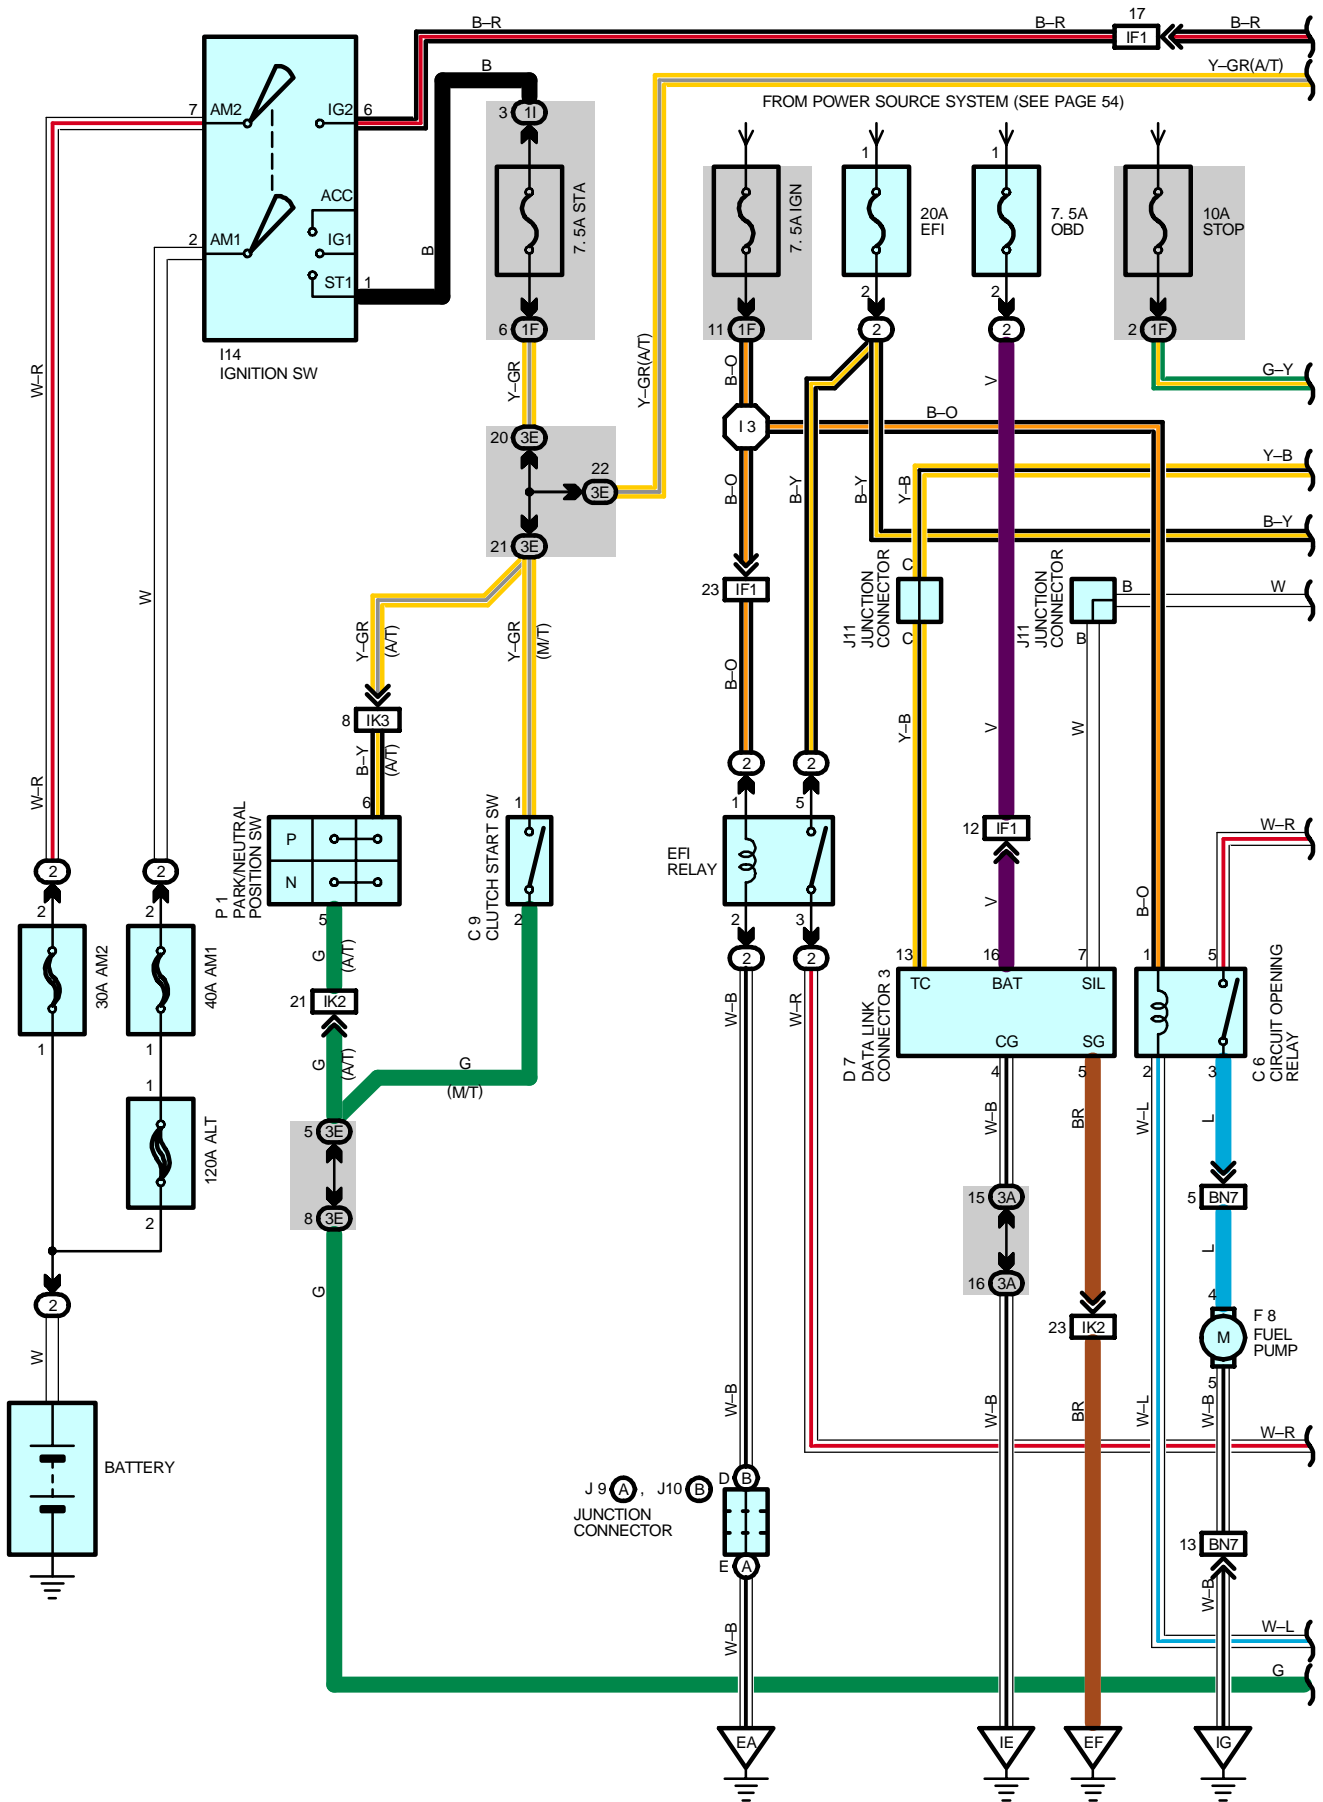 B–R
B–R
17
IF1
B–R
Y–GR(A/T)
FROM POWER SOURCE SYSTEM (SEE PAGE 54)
B
7
AM2
IG2
6
3
1I
ACC
2
AM1
IG1
ST1
1
B
I14
IGNITION SW
7. 5A STA
6
1F
7. 5A IGN
11
1F
1
20A
EFI
2
2
1
7. 5A
OBD
2
2
10A
STOP
2
1F
W–R
Y–GR
Y–GR(A/T)
B–O
V
G–Y
I 3
B–O
20
3E
22
3E
21
3E
B–O
B–Y
B–Y
Y–B
Y–B
B–Y
W
23
IF1
C
C
J11
JUNCTION
CONNECTOR
J11
JUNCTION
CONNECTOR
B
B
W
Y–GR
(A/T)
Y–GR
(M/T)
B–O
8
IK3
B–Y
(A/T)
Y–B
V
W
W–R
2
2
6
1
2
2
1
5
P 1
PARK/NEUTRAL
POSITION SW
P
N
5
C 9
CLUTCH START SW
2
EFI
RELAY
2
3
12
IF1
W–R
2
2
2
2
30A AM2
40A AM1
1
1
G
(A/T)
21
IK2
G
(A/T)
G
(M/T)
2
2
W–B
W–R
V
B–O
13
16
7
1
5
TC
BAT
SIL
CG
SG
D 7
DATA LINK
CONNECTOR 3
4
5
2
3
C 6
CIRCUIT OPENING
RELAY
1
120A ALT
2
5
3E
8
3E
W–B
BR
W–L
L
15
3A
16
3A
5
BN7
L
2
G
23
IK2
4
M
F 8
FUEL
PUMP
5
W
W–B
W–B
BR
W–L
W–B
W–R
BATTERY
J 9
A
,
J10
B
JUNCTION
CONNECTOR
D
B
E
A
13
BN7
W–B
W–B
W–L
G
EA
IE
EF
IG